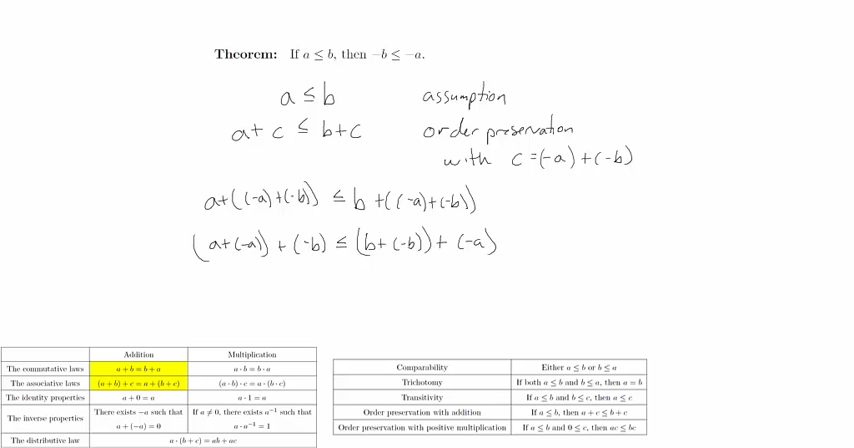 Theorem: If a ≤ b, then −b ≤ −a.
a ≤ b assumption
a + c ≤ b + c order preservation
with c = (-a) + (-b)
a+((-a)+(-b)) ≤ b +((-a)+(-b))
(a+(-a)) + (-b) ≤ (b+(-b)) + (-a)
Addition Multiplication
The commutative laws a + b = b + a a · b = b · a
The associative laws (a + b) + c = a + (b + c) (a · b) · c = a · (b · c)
The identity properties a + 0 = a a · 1 = a
The inverse properties There exists −a such that a + (−a) = 0 If a ≠ 0, there exists a⁻¹ such that a · a⁻¹ = 1
The distributive law a · (b + c) = ab + ac
Comparability Either a ≤ b or b ≤ a
Trichotomy If both a ≤ b and b ≤ a, then a = b
Transitivity If a ≤ b and b ≤ c, then a ≤ c
Order preservation with addition If a ≤ b, then a + c ≤ b + c
Order preservation with positive multiplication If a ≤ b and 0 ≤ c, then ac ≤ bc